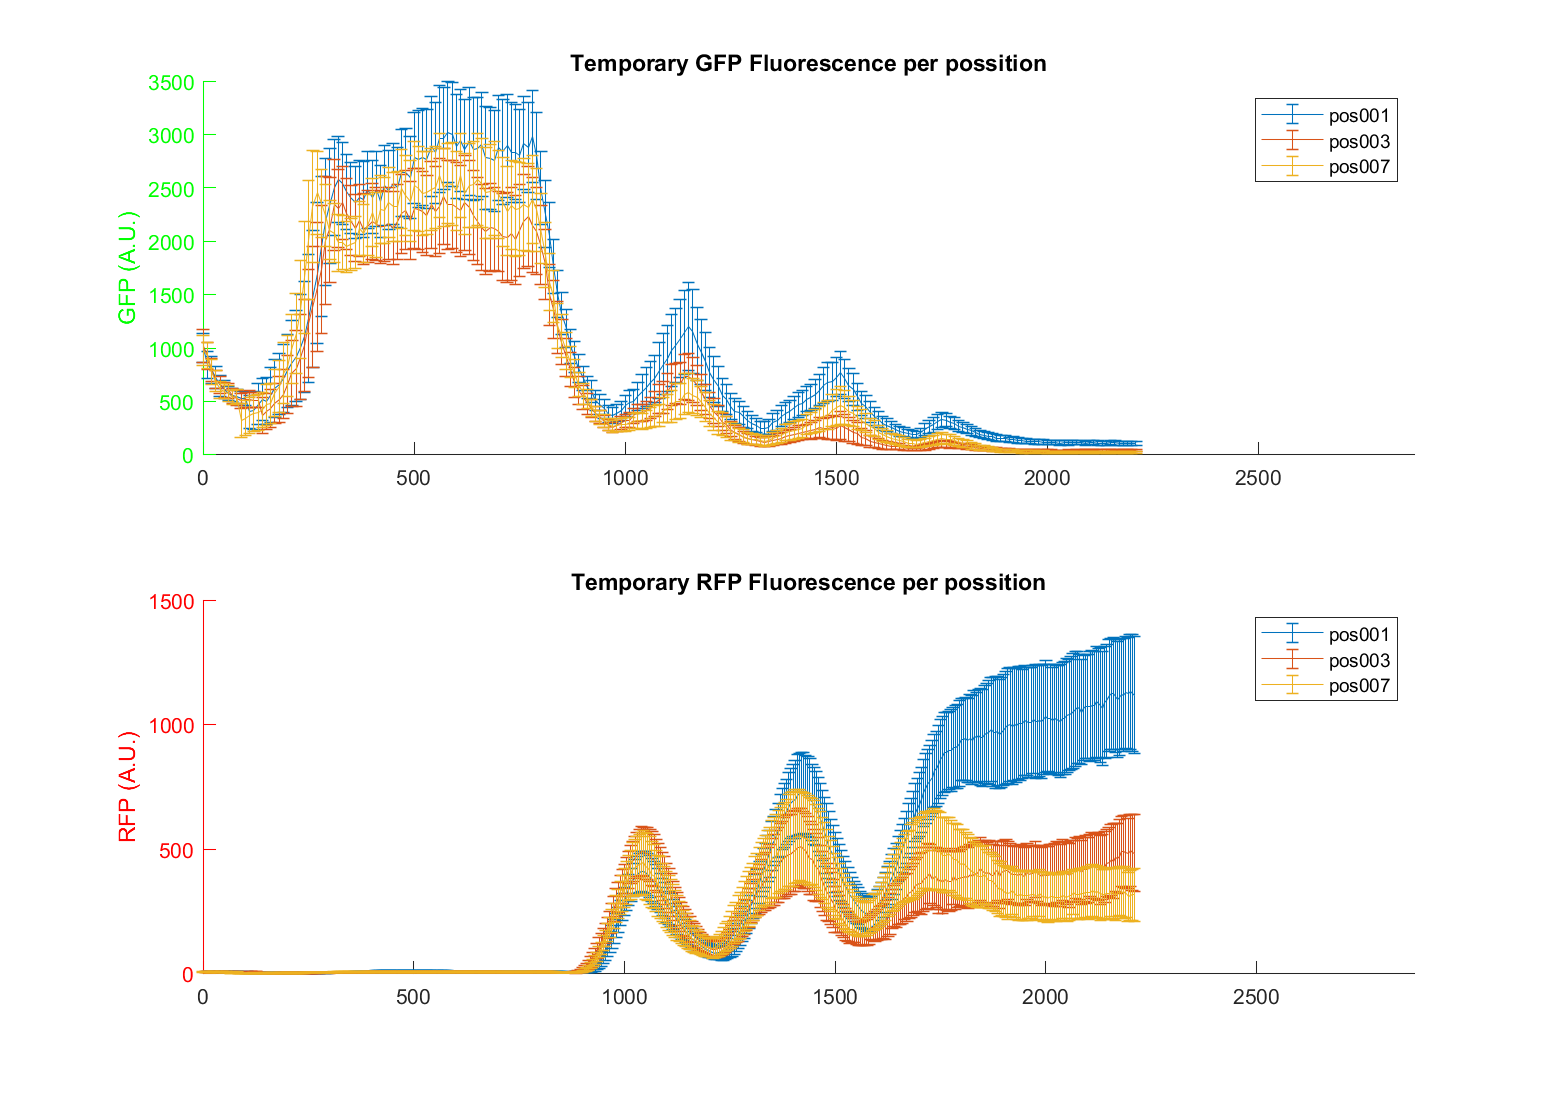 Temporary GFP Fluorescence per possition
3500
3000
2500
2000
1500
1000
500
0
GFP (A.U.)
pos001
pos003
pos007
0 500 1000 1500 2000 2500
Temporary RFP Fluorescence per possition
1500
1000
500
0
RFP (A.U.)
pos001
pos003
pos007
0 500 1000 1500 2000 2500